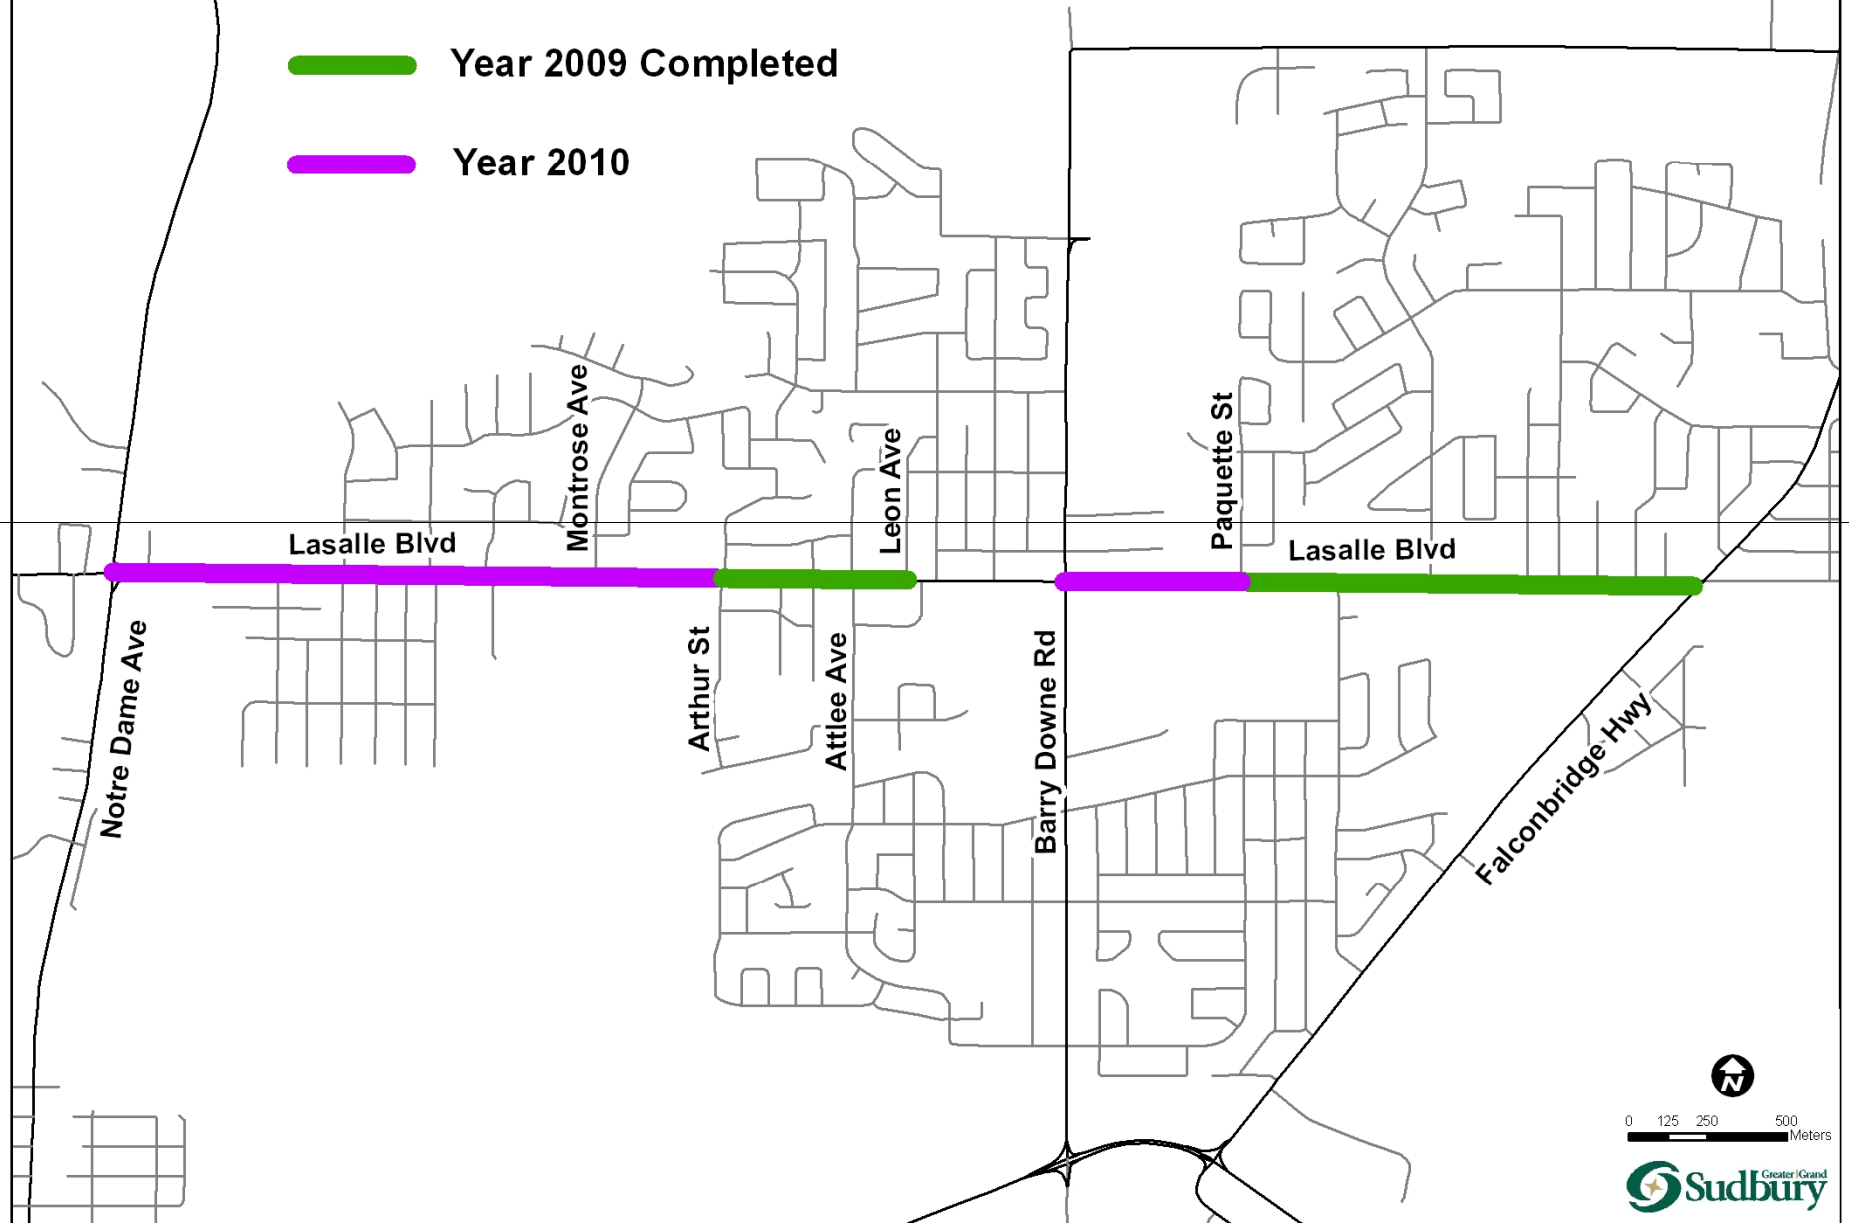 Year 2009 Completed
Year 2010
Montrose Ave
Leon Ave
Paquette St
Lasalle Blvd
Lasalle Blvd
Notre Dame Ave
Arthur St
Attlee Ave
Barry Downe Rd
Falconbridge Hwy
N
0 125 250 500
Meters
Greater|Grand
Sudbury